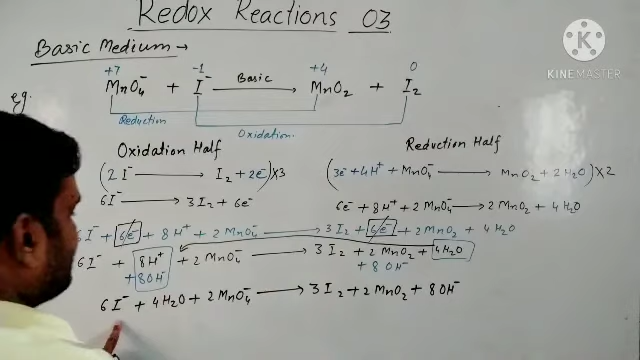 Redox Reactions 03
KINEMASTER
Basic Medium →
eg.
+7 -1 +4 0
MnO₄⁻ + I⁻ —Basic→ MnO₂ + I₂
Reduction
Oxidation.
Oxidation Half
(2I⁻ → I₂ + 2e⁻)×3
6I⁻ → 3I₂ + 6e⁻
Reduction Half
(3e⁻ + 4H⁺ + MnO₄⁻ → MnO₂ + 2H₂O)×2
6e⁻ + 8H⁺ + 2MnO₄⁻ → 2MnO₂ + 4H₂O
6I⁻ + 6e⁻ + 8H⁺ + 2MnO₄⁻ → 3I₂ + 6e⁻ + 2MnO₂ + 4H₂O
6I⁻ + 8H⁺ + 2MnO₄⁻ → 3I₂ + 2MnO₂ + 4H₂O
+ 8OH⁻ + 8OH⁻
6I⁻ + 4H₂O + 2MnO₄⁻ → 3I₂ + 2MnO₂ + 8OH⁻